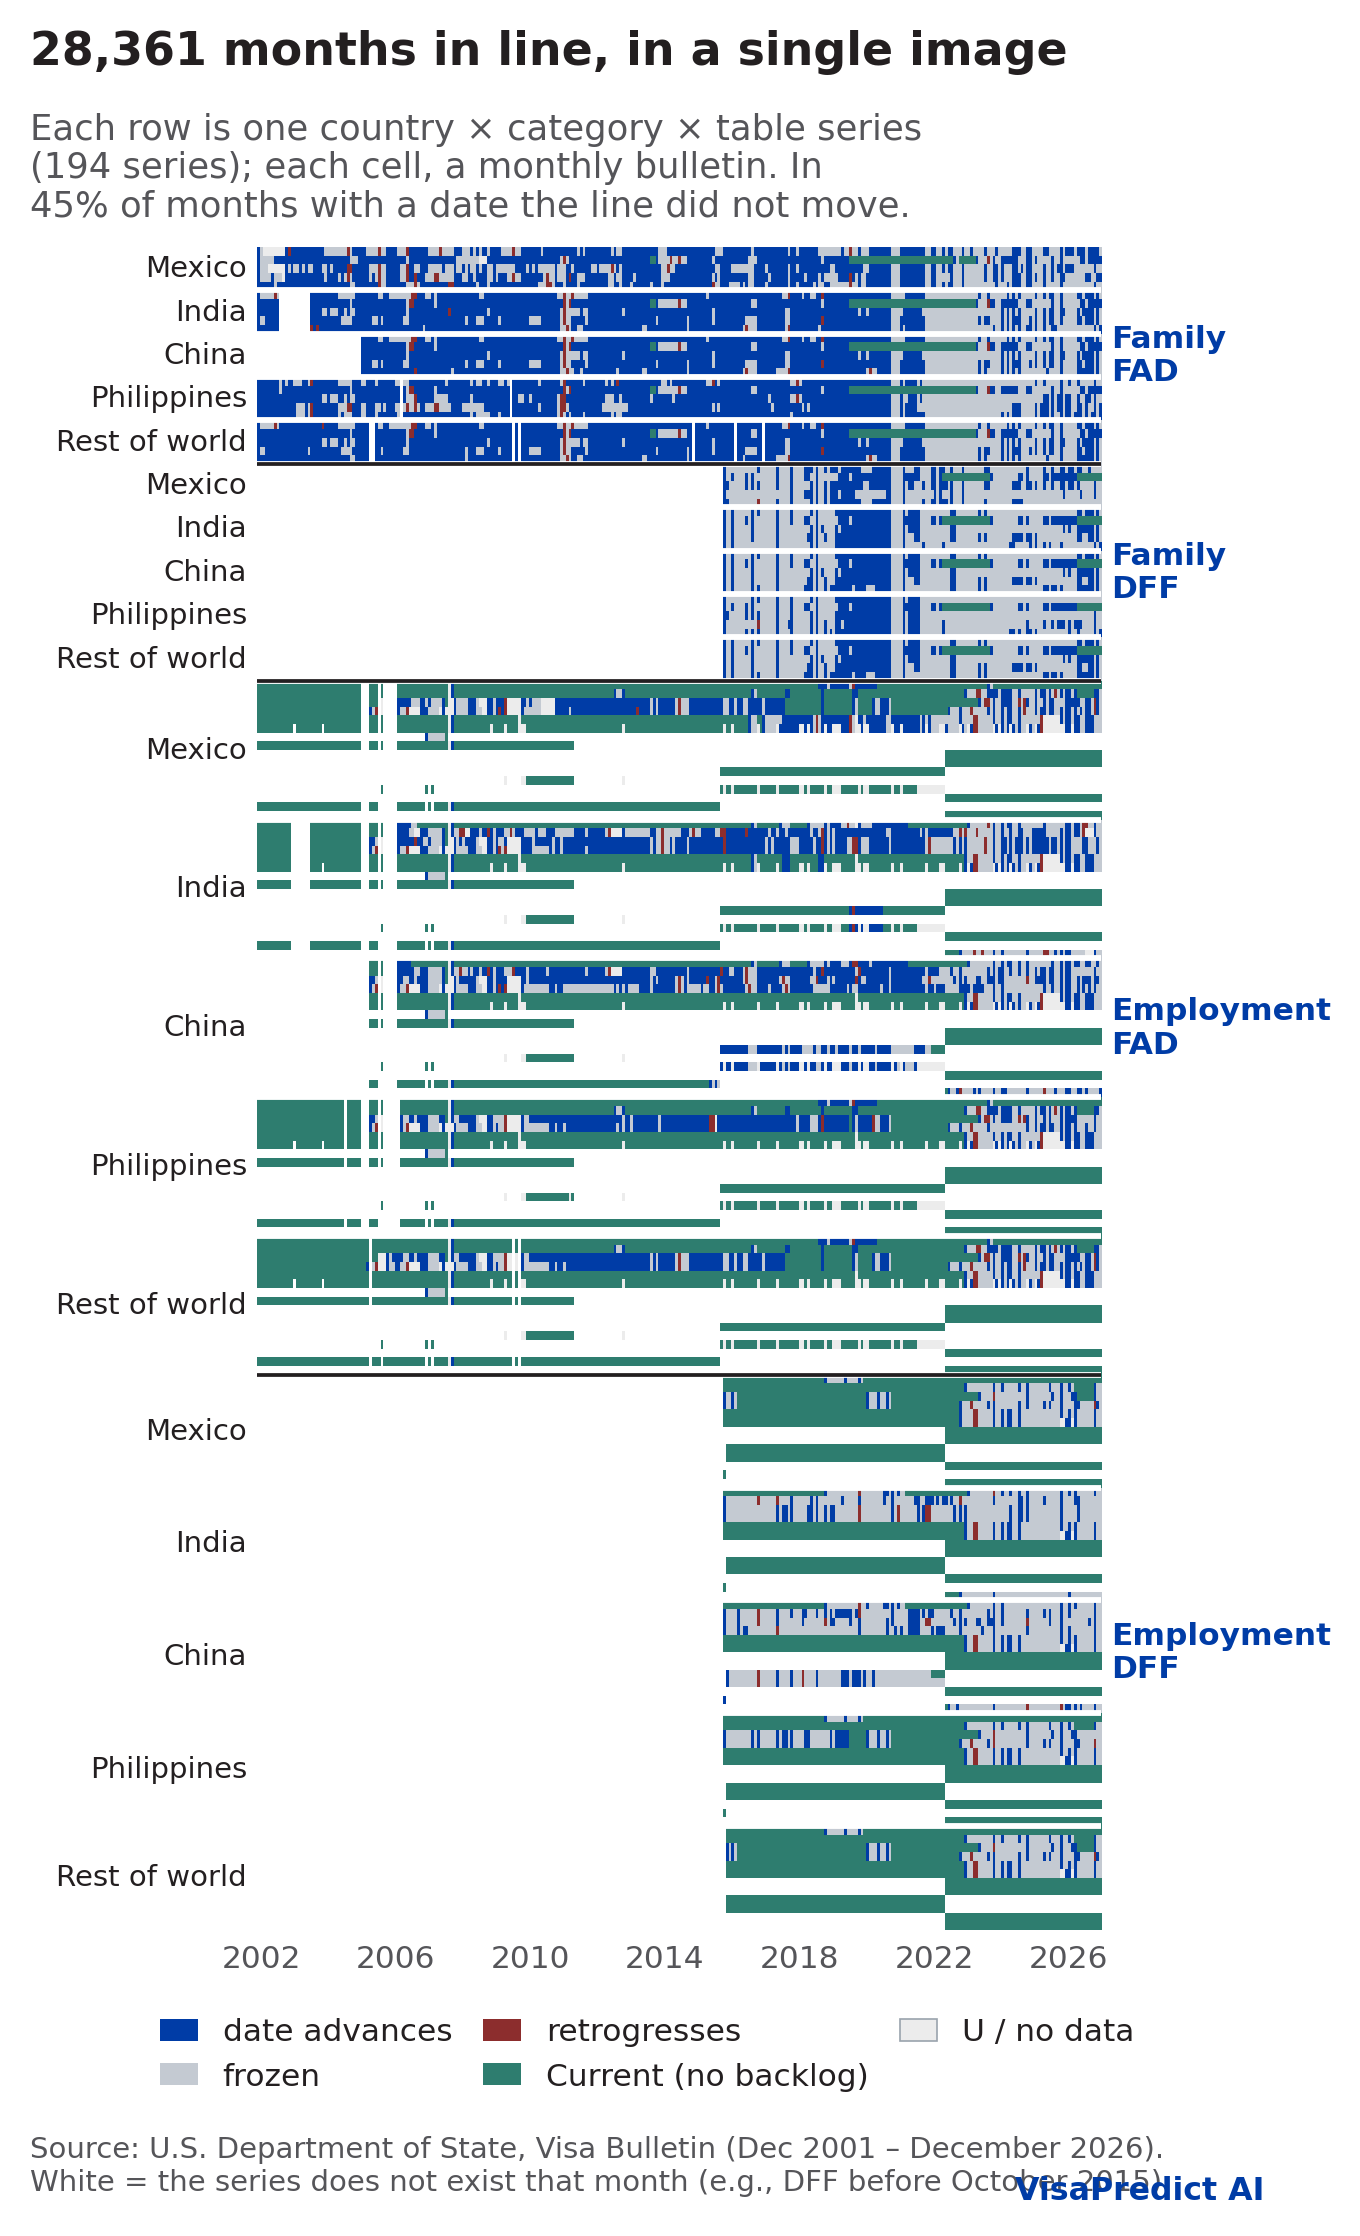 28,361 months in line, in a single image
Each row is one country × category × table series
(194 series); each cell, a monthly bulletin. In
45% of months with a date the line did not move.
Mexico
India
China
Philippines
Rest of world
Family
FAD
Mexico
India
China
Philippines
Rest of world
Family
DFF
Mexico
India
China
Philippines
Rest of world
Employment
FAD
Mexico
India
China
Philippines
Rest of world
Employment
DFF
2002 2006 2010 2014 2018 2022 2026
date advances retrogresses U / no data
frozen Current (no backlog)
Source: U.S. Department of State, Visa Bulletin (Dec 2001 – December 2026).
White = the series does not exist that month (e.g., DFF before October 2015).
VisaPredict AI